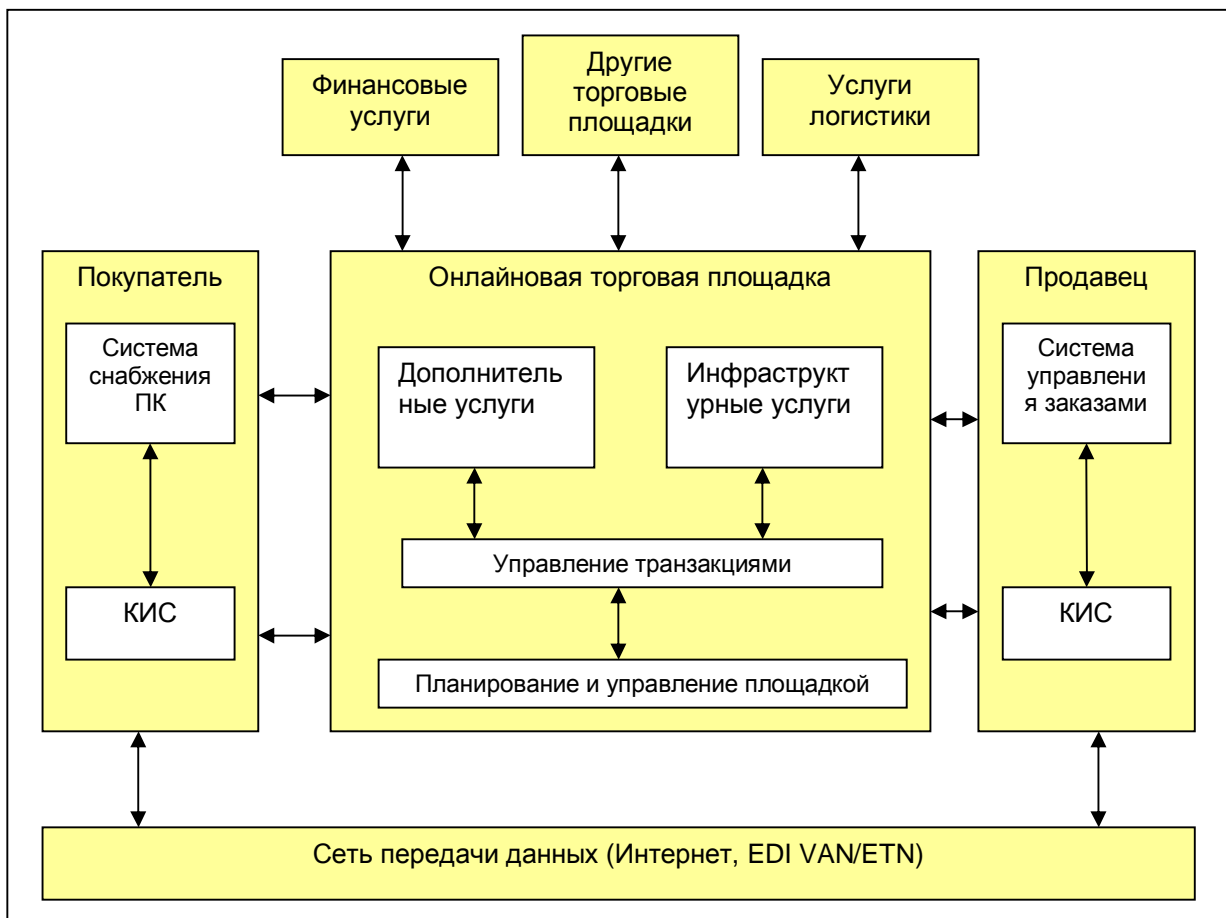 Финансовые
услуги
Другие
торговые
площадки
Услуги
логистики
Покупатель
Система
снабжения
ПК
КИС
Онлайновая торговая площадка
Дополнитель
ные услуги
Инфраструкт
урные услуги
Управление транзакциями
Планирование и управление площадкой
Продавец
Система
управлени
я заказами
КИС
Сеть передачи данных (Интернет, EDI VAN/ETN)